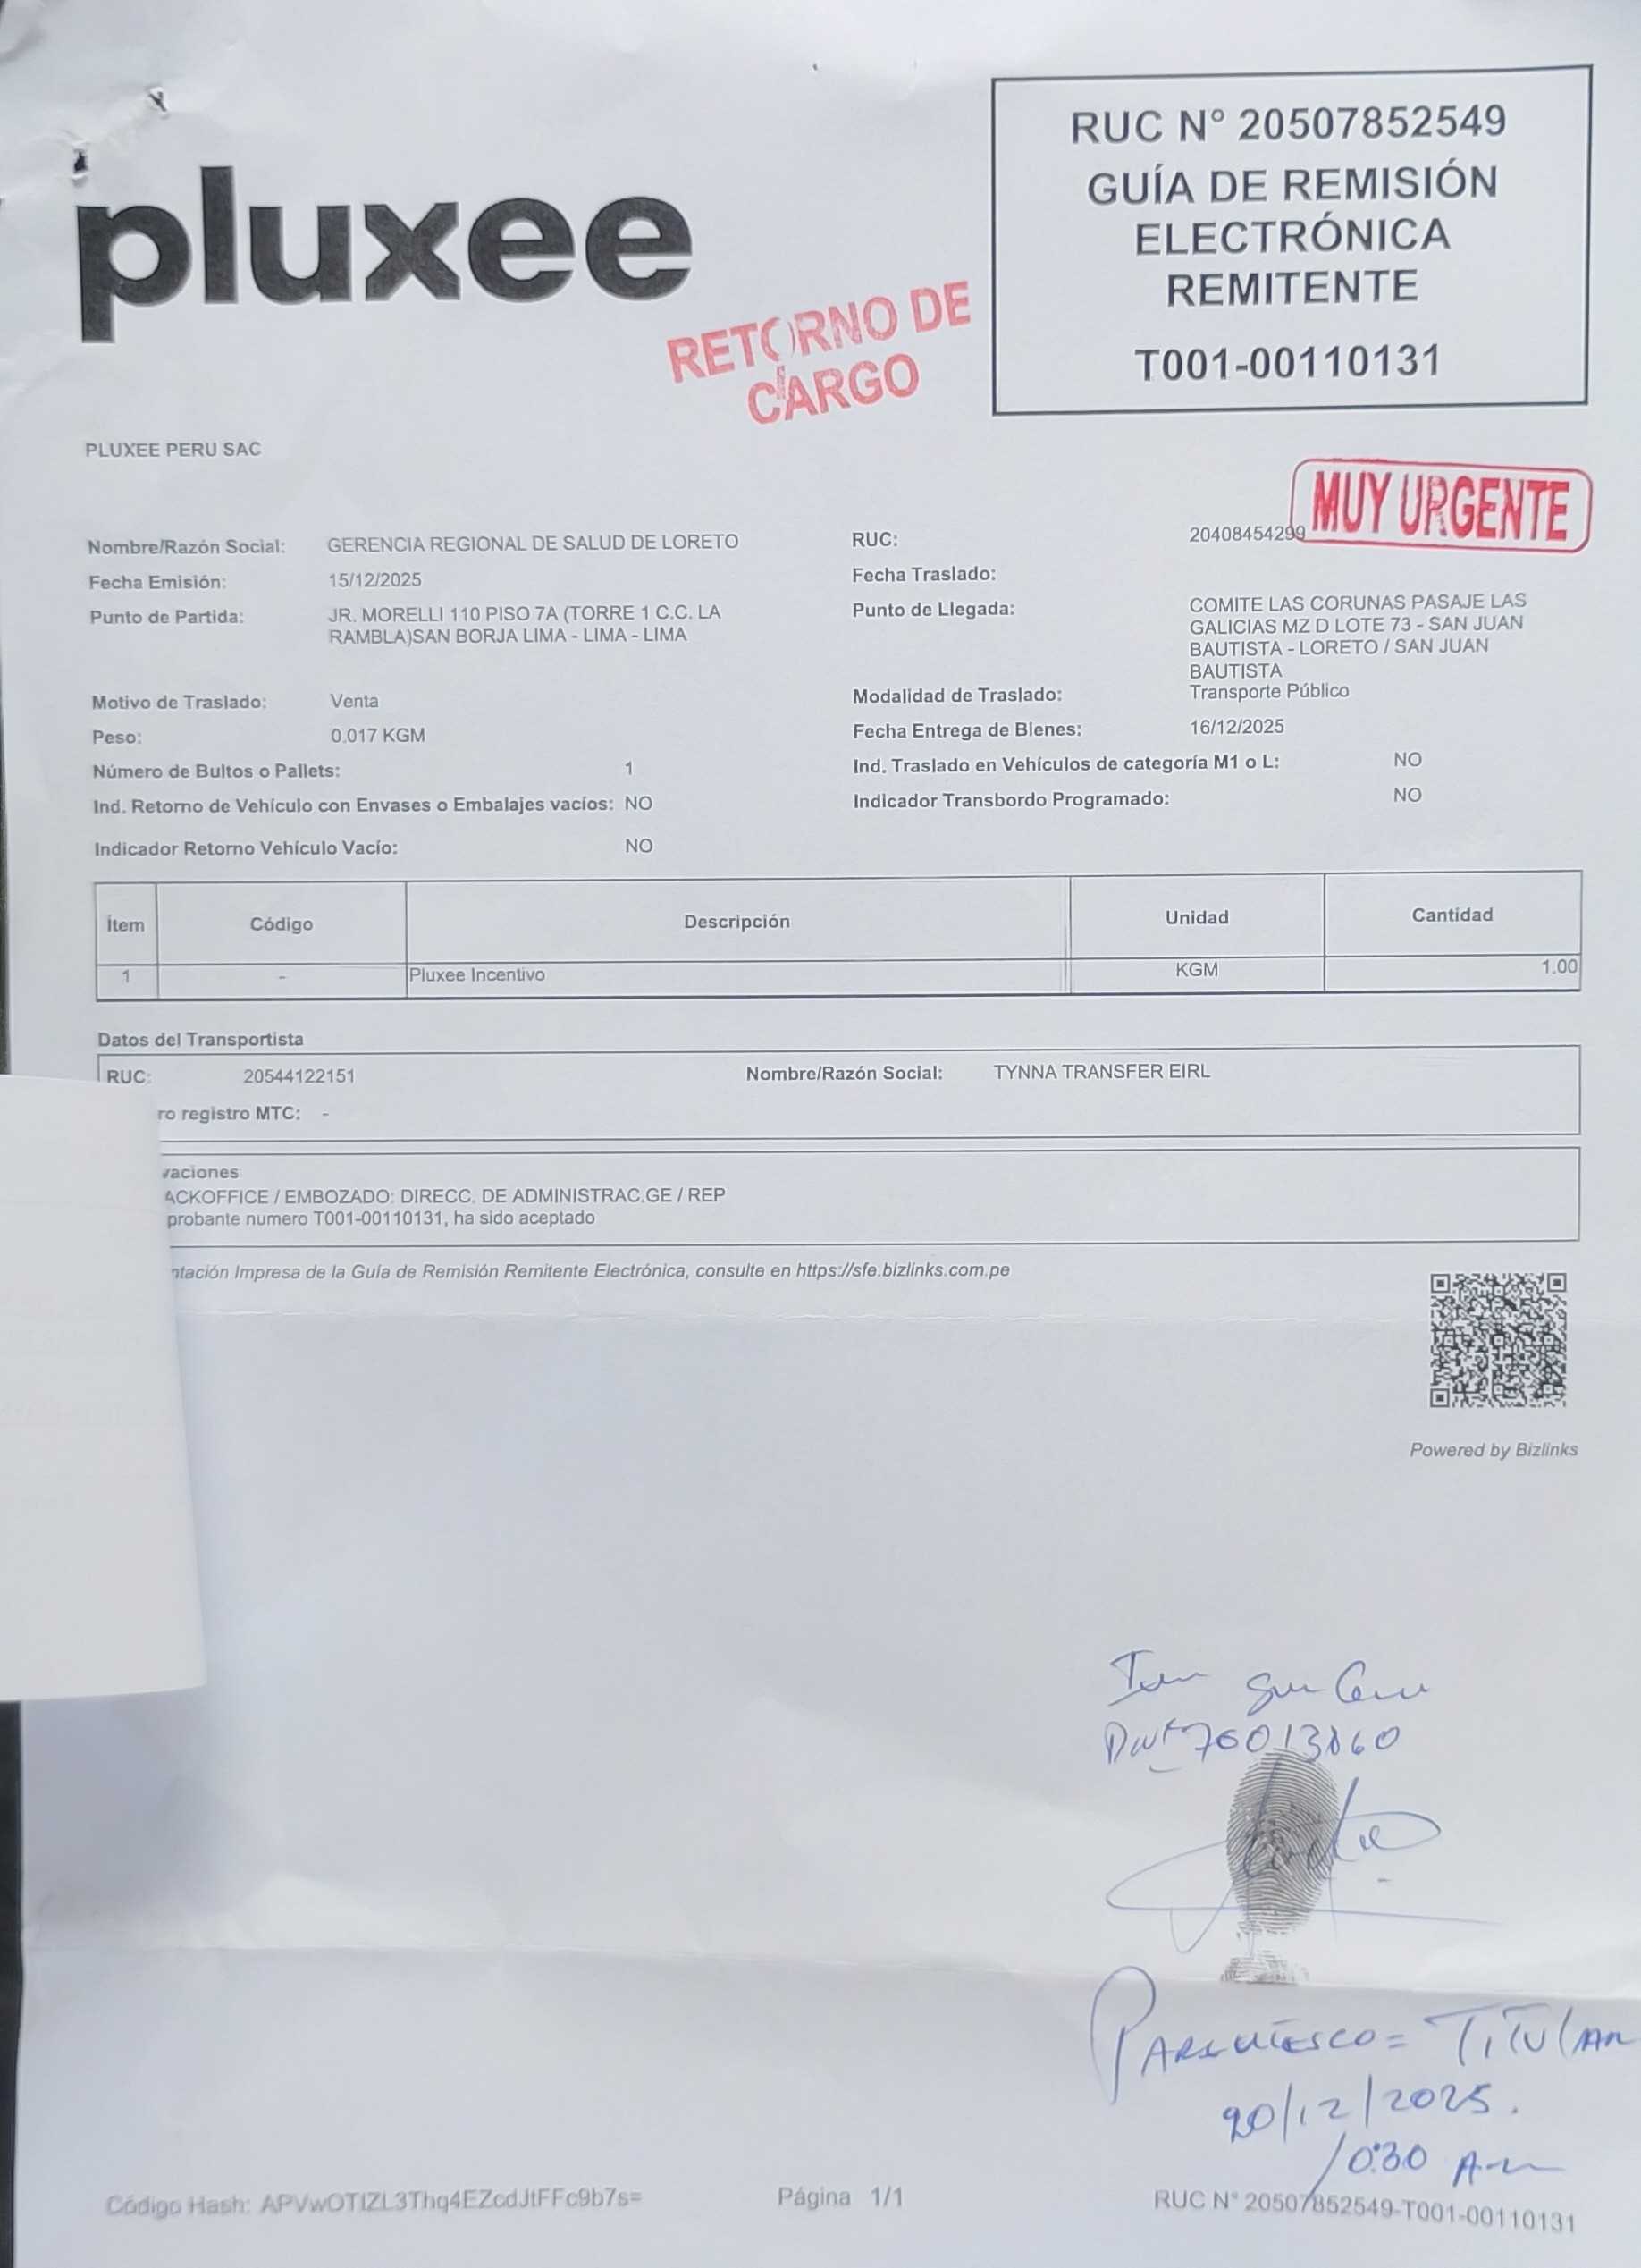 pluxee
RUC N° 20507852549
GUÍA DE REMISIÓN
ELECTRÓNICA
REMITENTE
T001-00110131
RETORNO DE
CARGO
PLUXEE PERU SAC
MUY URGENTE
Nombre/Razón Social: GERENCIA REGIONAL DE SALUD DE LORETO RUC: 20408454299
Fecha Emisión: 15/12/2025 Fecha Traslado:
Punto de Partida: JR. MORELLI 110 PISO 7A (TORRE 1 C.C. LA
RAMBLA)SAN BORJA LIMA - LIMA - LIMA
Punto de Llegada: COMITE LAS CORUNAS PASAJE LAS
GALICIAS MZ D LOTE 73 - SAN JUAN
BAUTISTA - LORETO / SAN JUAN
BAUTISTA
Motivo de Traslado: Venta Modalidad de Traslado: Transporte Público
Peso: 0.017 KGM Fecha Entrega de Bienes: 16/12/2025
Número de Bultos o Pallets: 1 Ind. Traslado en Vehículos de categoría M1 o L: NO
Ind. Retorno de Vehículo con Envases o Embalajes vacíos: NO Indicador Transbordo Programado: NO
Indicador Retorno Vehículo Vacío: NO
Ítem Código Descripción Unidad Cantidad
1 - Pluxee Incentivo KGM 1.00
Datos del Transportista
RUC: 20544122151 Nombre/Razón Social: TYNNA TRANSFER EIRL
ro registro MTC: -
vaciones
ACKOFFICE / EMBOZADO: DIRECC. DE ADMINISTRAC.GE / REP
probante numero T001-00110131, ha sido aceptado
ntación Impresa de la Guía de Remisión Remitente Electrónica, consulte en https://sfe.bizlinks.com.pe
Powered by Bizlinks
PARENTESCO = TITULAR
20/12/2025.
10:30 A.m
Código Hash: APVwOTIZL3Thq4EZcdJtFFc9b7s= Página 1/1 RUC N° 20507852549-T001-00110131